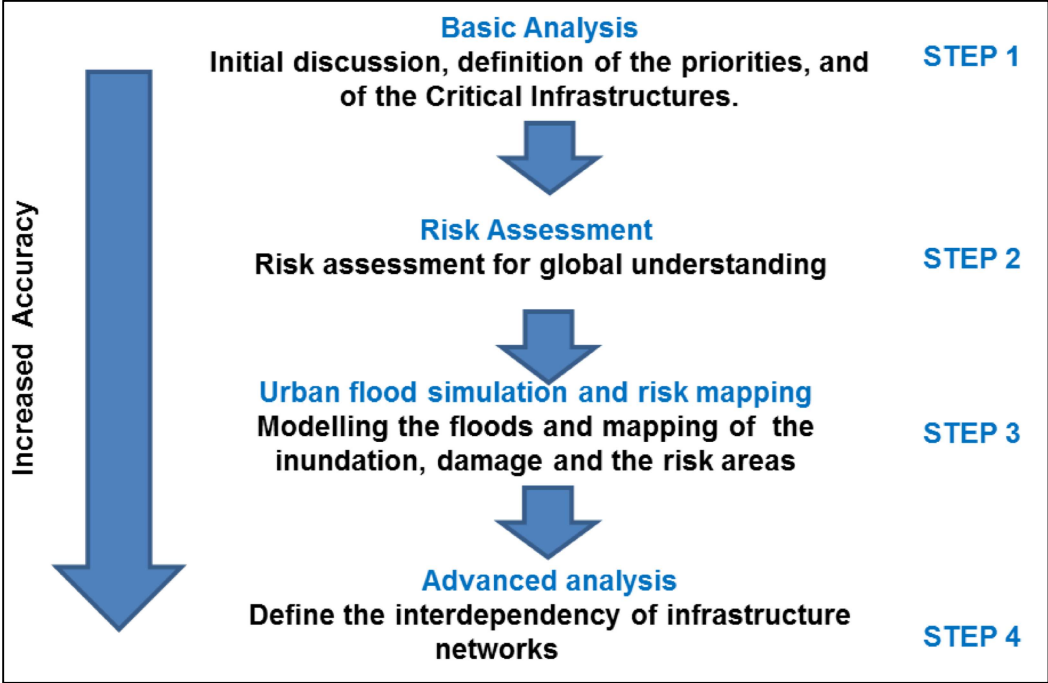 Basic Analysis
Initial discussion, definition of the priorities, and
of the Critical Infrastructures.
STEP 1
Risk Assessment
Risk assessment for global understanding
STEP 2
Urban flood simulation and risk mapping
Modelling the floods and mapping of the
inundation, damage and the risk areas
STEP 3
Advanced analysis
Define the interdependency of infrastructure
networks
STEP 4
Increased Accuracy